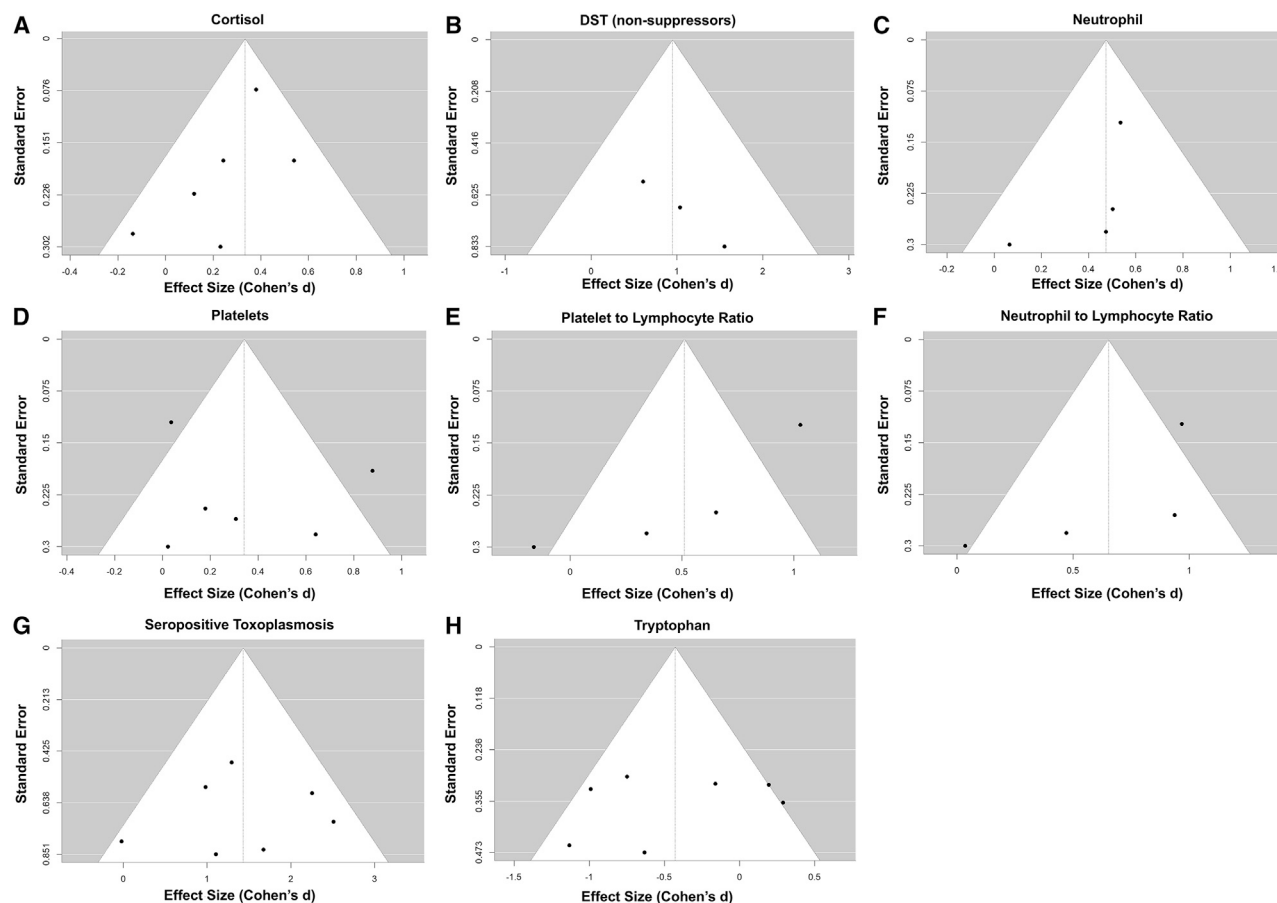 A
Cortisol
Standard Error
0
0.076
0.151
0.226
0.302
-0.4
-0.2
0
0.2
0.4
0.6
0.8
1
Effect Size (Cohen's d)
B
DST (non-suppressors)
Standard Error
0
0.208
0.416
0.625
0.833
-1
0
1
2
3
Effect Size (Cohen's d)
C
Neutrophil
Standard Error
0
0.075
0.15
0.225
0.3
-0.2
0
0.2
0.4
0.6
0.8
1
1.2
Effect Size (Cohen's d)
D
Platelets
Standard Error
0
0.075
0.15
0.225
0.3
-0.4
-0.2
0
0.2
0.4
0.6
0.8
1
Effect Size (Cohen's d)
E
Platelet to Lymphocyte Ratio
Standard Error
0
0.075
0.15
0.225
0.3
0
0.5
1
Effect Size (Cohen's d)
F
Neutrophil to Lymphocyte Ratio
Standard Error
0
0.075
0.15
0.225
0.3
0
0.5
1
Effect Size (Cohen's d)
G
Seropositive Toxoplasmosis
Standard Error
0
0.213
0.425
0.638
0.851
0
1
2
3
Effect Size (Cohen's d)
H
Tryptophan
Standard Error
0
0.118
0.236
0.355
0.473
-1.5
-1
-0.5
0
0.5
Effect Size (Cohen's d)